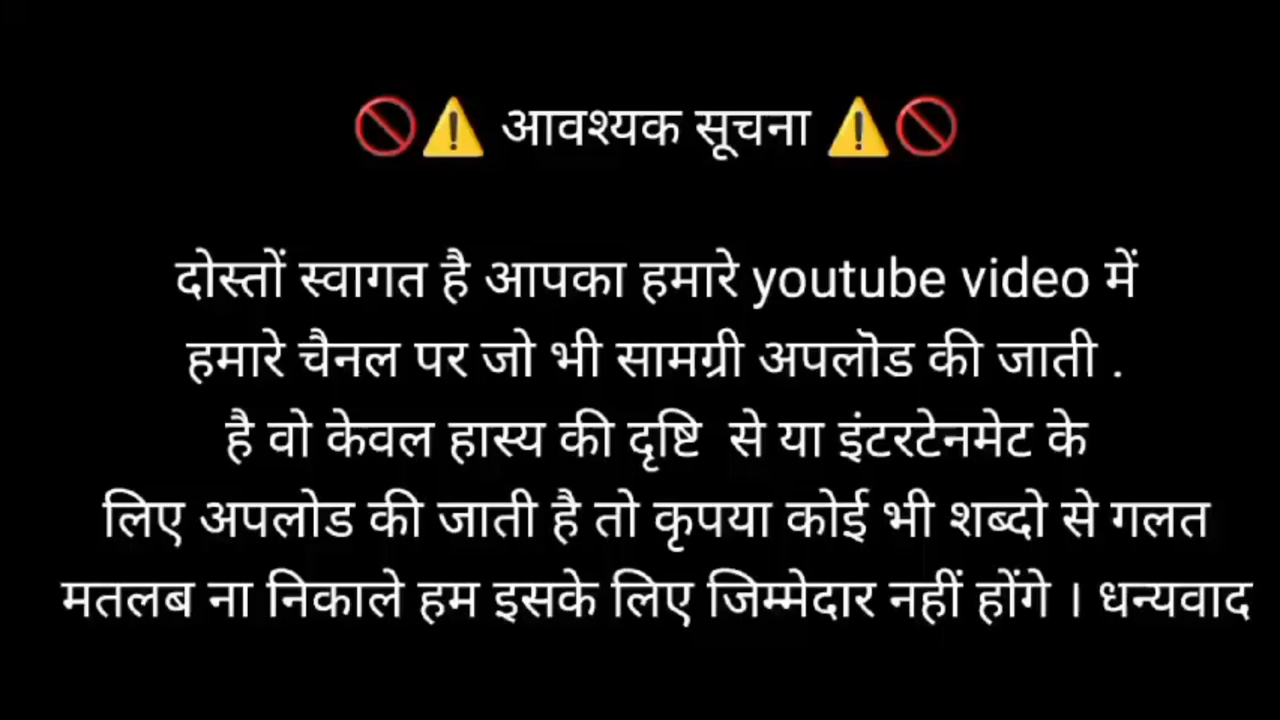 🚫⚠️ आवश्यक सूचना ⚠️🚫
दोस्तों स्वागत है आपका हमारे youtube video में
हमारे चैनल पर जो भी सामग्री अपलॊड की जाती .
है वो केवल हास्य की दृष्टि से या इंटरटेनमेट के
लिए अपलोड की जाती है तो कृपया कोई भी शब्दो से गलत
मतलब ना निकाले हम इसके लिए जिम्मेदार नहीं होंगे । धन्यवाद